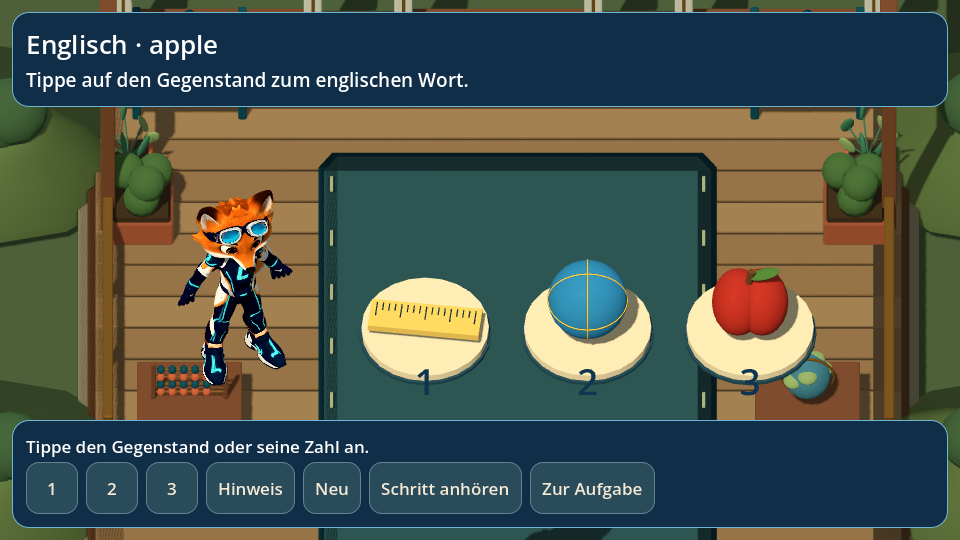 Englisch · apple
Tippe auf den Gegenstand zum englischen Wort.
1 2 3
Tippe den Gegenstand oder seine Zahl an.
1 2 3 Hinweis Neu Schritt anhören Zur Aufgabe